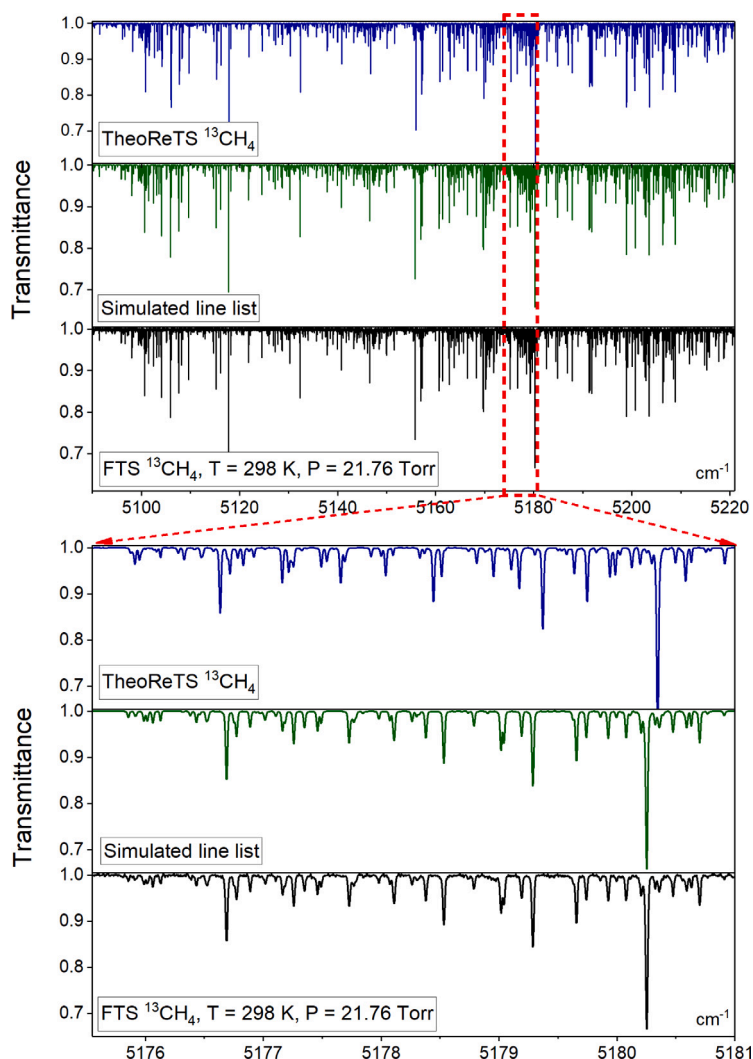 1.0
0.9
0.8
0.7
TheoReTS ¹³CH₄
1.0
0.9
0.8
0.7
Simulated line list
1.0
0.9
0.8
0.7
FTS ¹³CH₄, T = 298 K, P = 21.76 Torr
cm⁻¹
Transmittance
5100 5120 5140 5160 5180 5200 5220
1.0
0.9
0.8
0.7
TheoReTS ¹³CH₄
1.0
0.9
0.8
0.7
Simulated line list
1.0
0.9
0.8
0.7
FTS ¹³CH₄, T = 298 K, P = 21.76 Torr
cm⁻¹
Transmittance
5176 5177 5178 5179 5180 5181